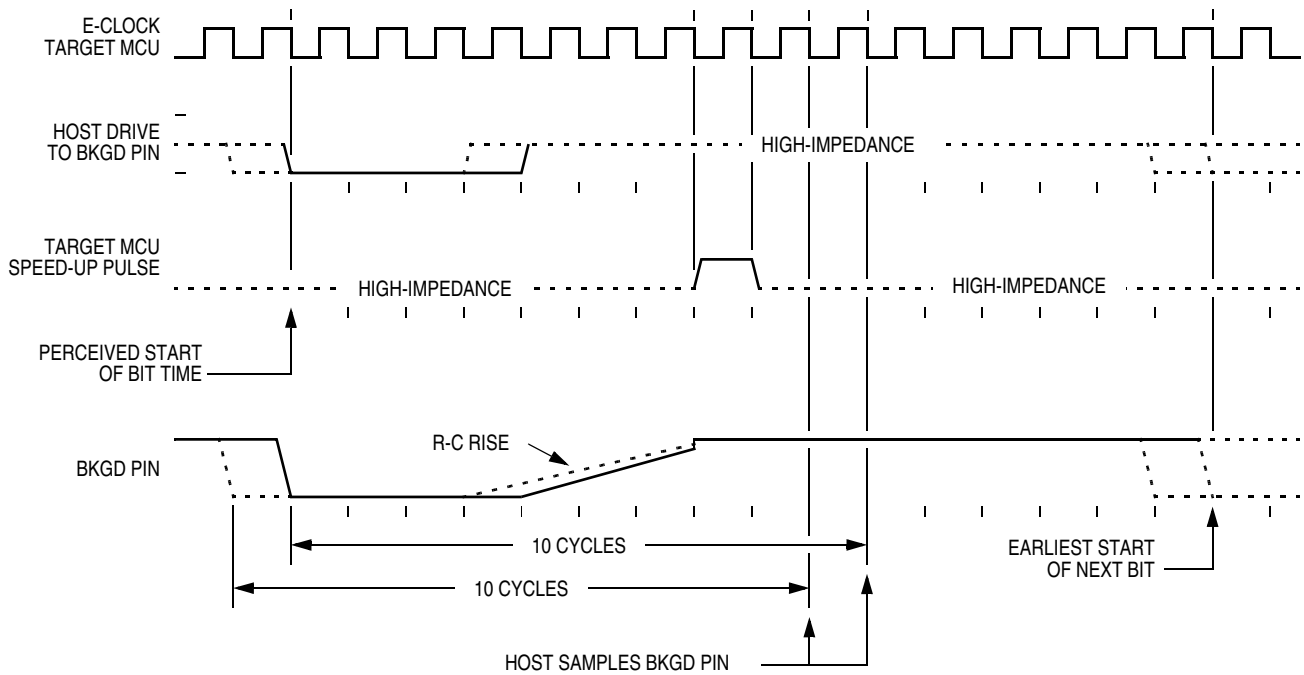 E-CLOCK
TARGET MCU
HOST DRIVE
TO BKGD PIN
HIGH-IMPEDANCE
TARGET MCU
SPEED-UP PULSE
HIGH-IMPEDANCE
HIGH-IMPEDANCE
PERCEIVED START
OF BIT TIME
R-C RISE
BKGD PIN
10 CYCLES
EARLIEST START
OF NEXT BIT
10 CYCLES
HOST SAMPLES BKGD PIN